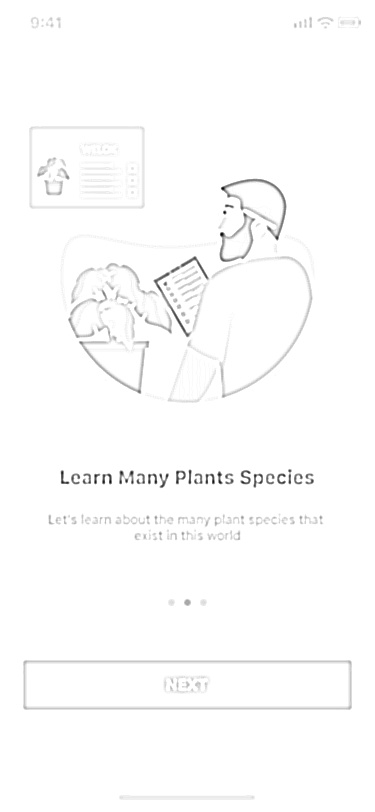 9:41
Learn Many Plants Species
Let's learn about the many plant species that
exist in this world
NEXT